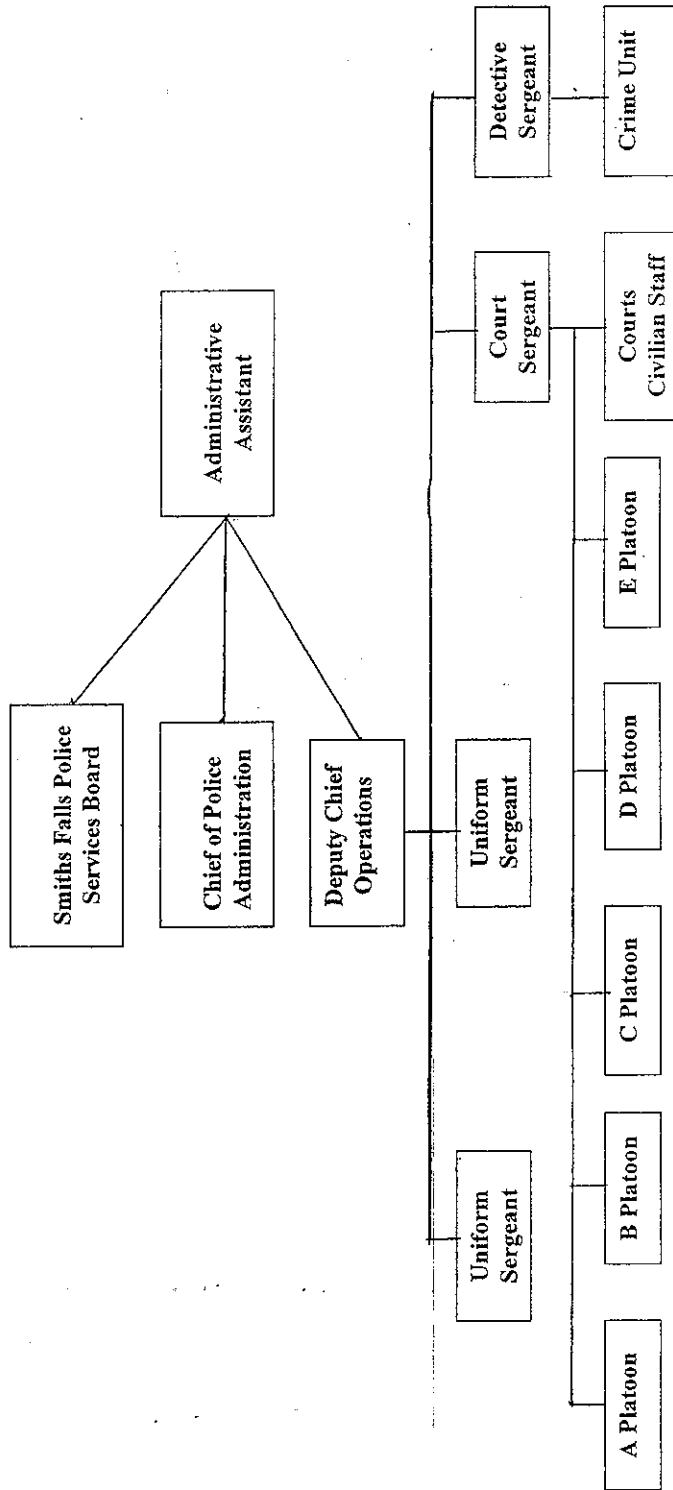 Smiths Falls Police
Services Board
Chief of Police
Administration
Administrative
Assistant
Deputy Chief
Operations
Uniform
Sergeant
Uniform
Sergeant
Court
Sergeant
Detective
Sergeant
A Platoon
B Platoon
C Platoon
D Platoon
E Platoon
Courts
Civilian Staff
Crime Unit